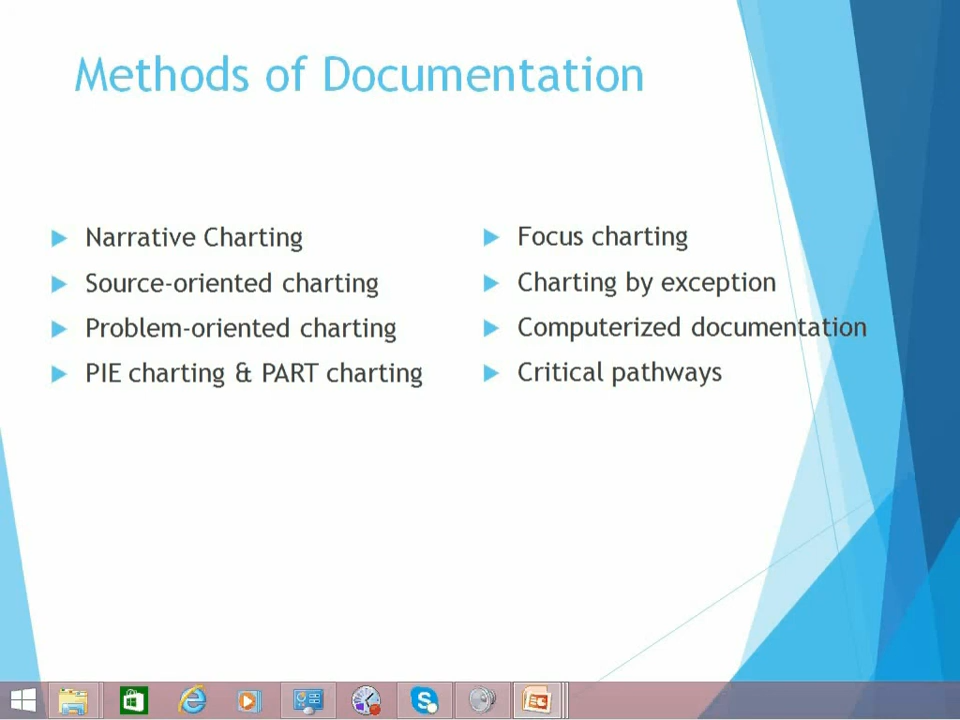 Methods of Documentation
Narrative Charting
Source-oriented charting
Problem-oriented charting
PIE charting & PART charting
Focus charting
Charting by exception
Computerized documentation
Critical pathways